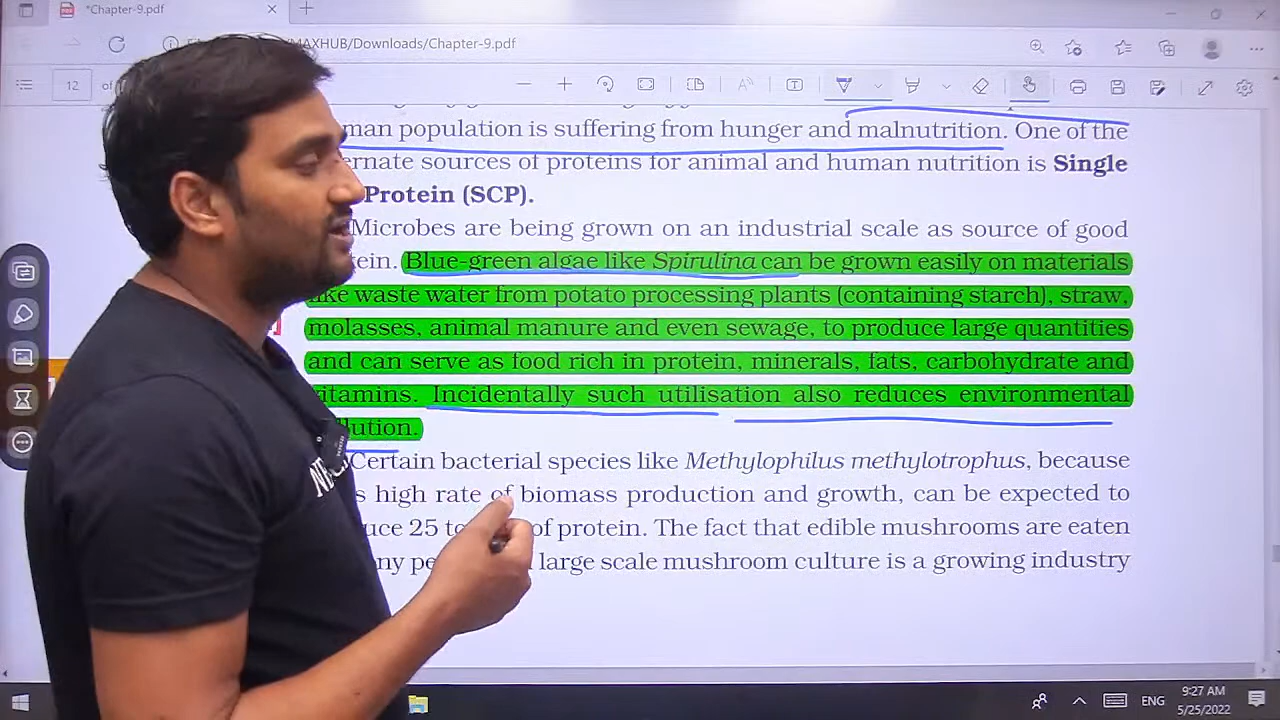 *Chapter-9.pdf
MAXHUB/Downloads/Chapter-9.pdf
12 of
man population is suffering from hunger and malnutrition. One of the
ernate sources of proteins for animal and human nutrition is Single
Protein (SCP).
Microbes are being grown on an industrial scale as source of good
tein. Blue-green algae like Spirulina can be grown easily on materials
like waste water from potato processing plants (containing starch), straw,
molasses, animal manure and even sewage, to produce large quantities
and can serve as food rich in protein, minerals, fats, carbohydrate and
vitamins. Incidentally such utilisation also reduces environmental
lution.
Certain bacterial species like Methylophilus methylotrophus, because
s high rate of biomass production and growth, can be expected to
uce 25 to of protein. The fact that edible mushrooms are eaten
ny pe large scale mushroom culture is a growing industry
ENG
9:27 AM
5/25/2022